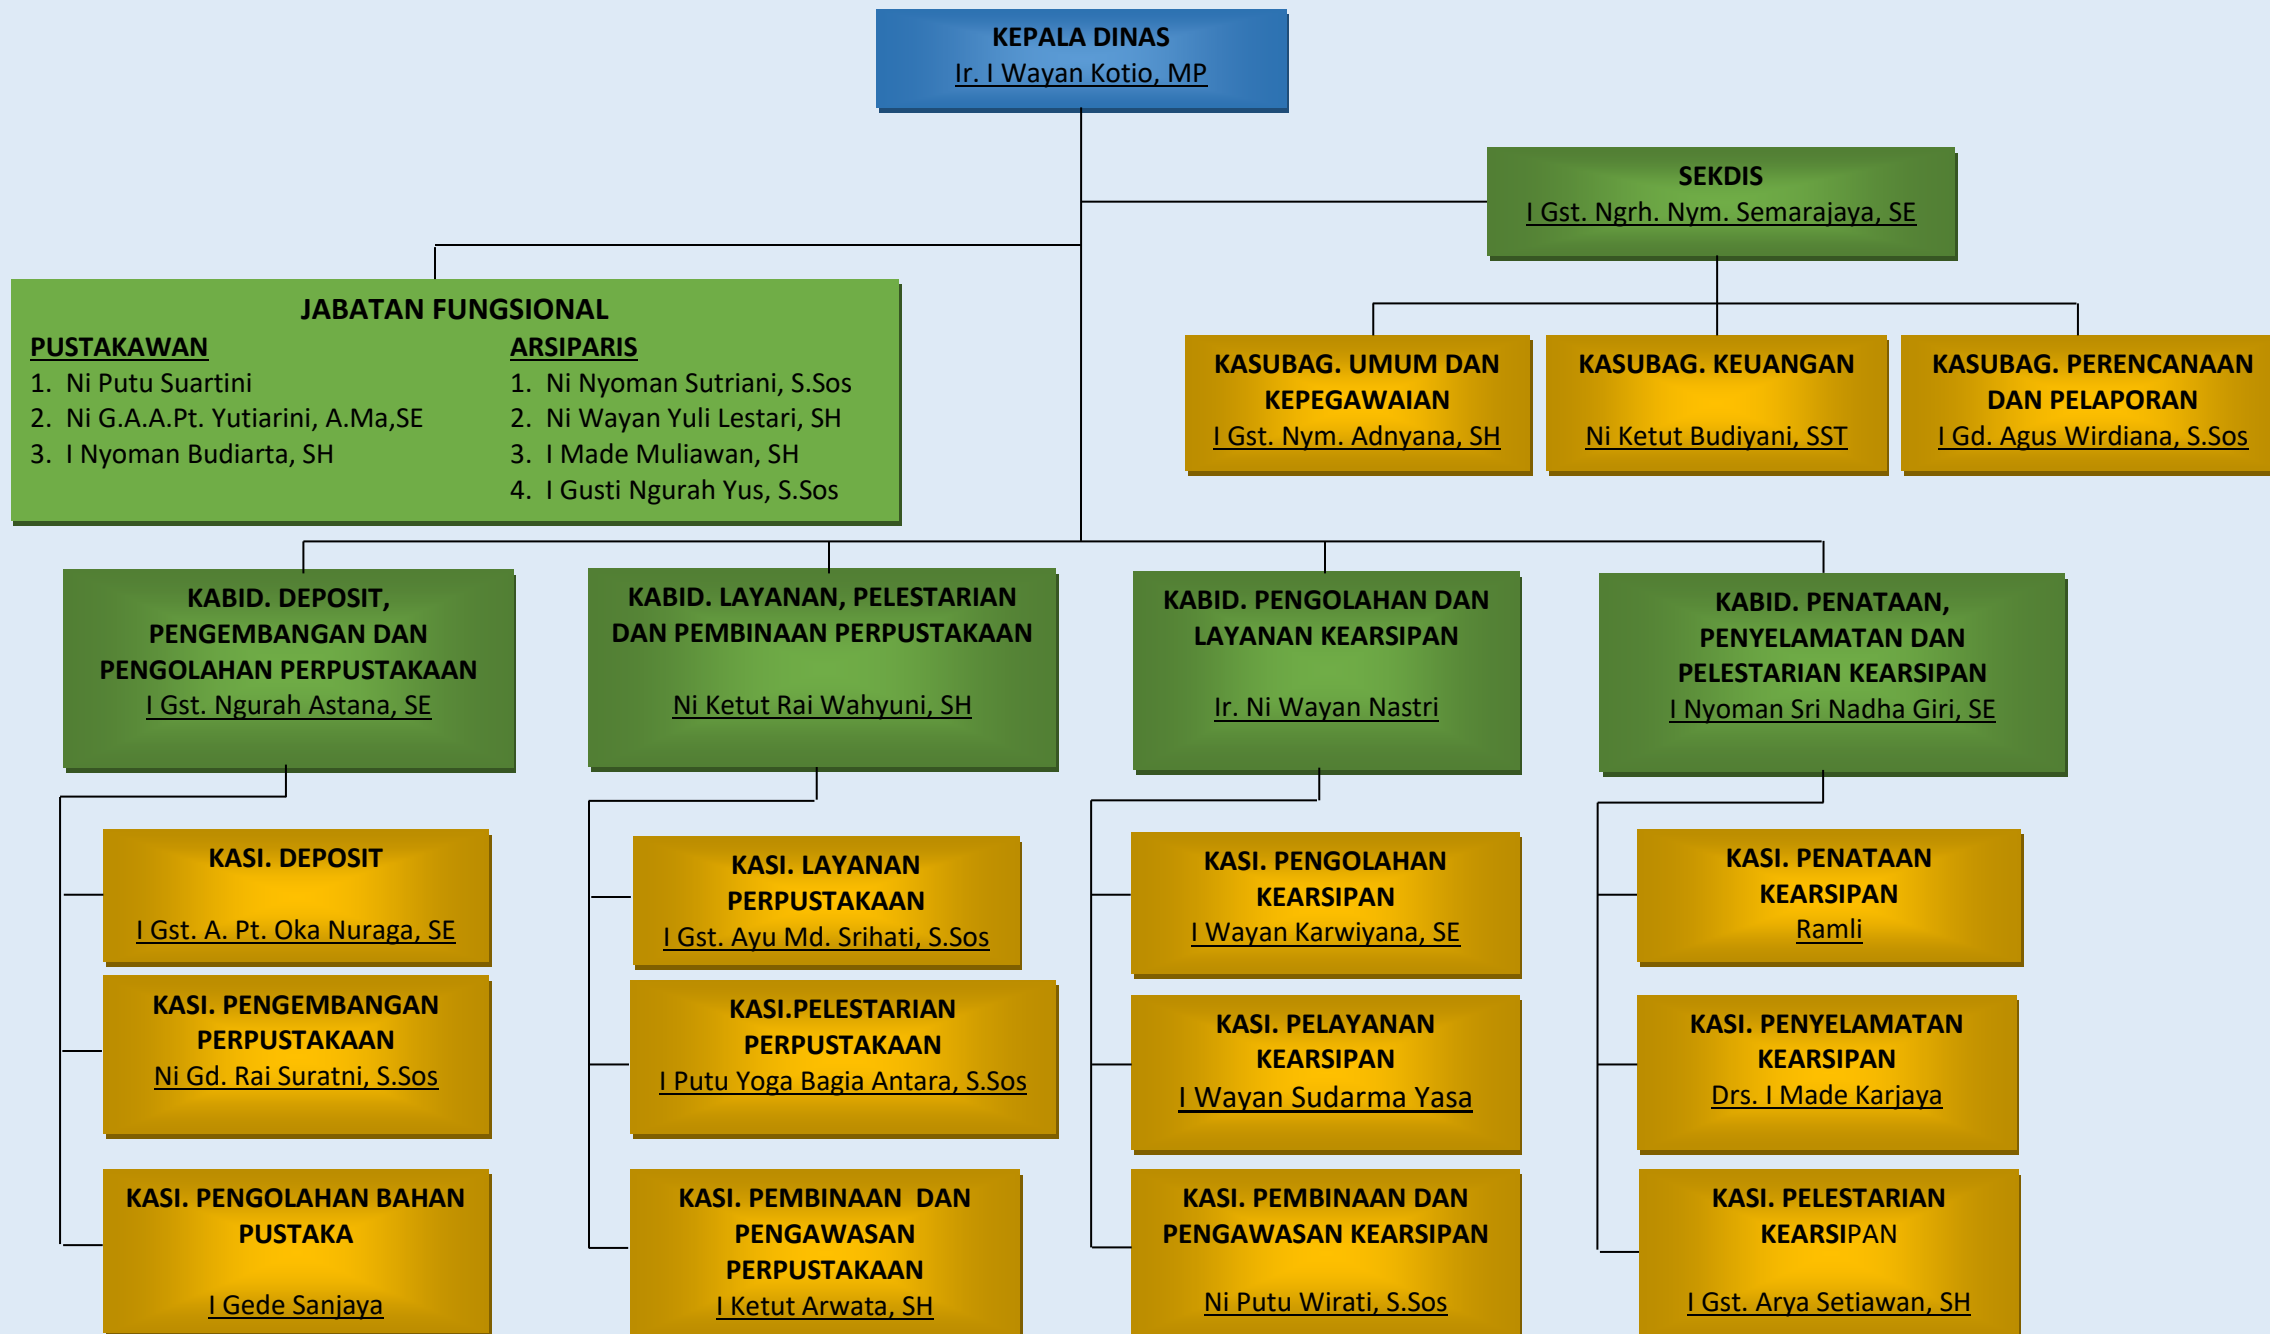 KEPALA DINAS
Ir. I Wayan Kotio, MP
SEKDIS
I Gst. Ngrh. Nym. Semarajaya, SE
JABATAN FUNGSIONAL
PUSTAKAWAN
1. Ni Putu Suartini
2. Ni G.A.A.Pt. Yutiarini, A.Ma,SE
3. I Nyoman Budiarta, SH
ARSIPARIS
1. Ni Nyoman Sutriani, S.Sos
2. Ni Wayan Yuli Lestari, SH
3. I Made Muliawan, SH
4. I Gusti Ngurah Yus, S.Sos
KASUBAG. UMUM DAN
KEPEGAWAIAN
I Gst. Nym. Adnyana, SH
KASUBAG. KEUANGAN
Ni Ketut Budiyani, SST
KASUBAG. PERENCANAAN
DAN PELAPORAN
I Gd. Agus Wirdiana, S.Sos
KABID. DEPOSIT,
PENGEMBANGAN DAN
PENGOLAHAN PERPUSTAKAAN
I Gst. Ngurah Astana, SE
KABID. LAYANAN, PELESTARIAN
DAN PEMBINAAN PERPUSTAKAAN
Ni Ketut Rai Wahyuni, SH
KABID. PENGOLAHAN DAN
LAYANAN KEARSIPAN
Ir. Ni Wayan Nastri
KABID. PENATAAN,
PENYELAMATAN DAN
PELESTARIAN KEARSIPAN
I Nyoman Sri Nadha Giri, SE
KASI. DEPOSIT
I Gst. A. Pt. Oka Nuraga, SE
KASI. PENGEMBANGAN
PERPUSTAKAAN
Ni Gd. Rai Suratni, S.Sos
KASI. PENGOLAHAN BAHAN
PUSTAKA
I Gede Sanjaya
KASI. LAYANAN
PERPUSTAKAAN
I Gst. Ayu Md. Srihati, S.Sos
KASI.PELESTARIAN
PERPUSTAKAAN
I Putu Yoga Bagia Antara, S.Sos
KASI. PEMBINAAN  DAN
PENGAWASAN
PERPUSTAKAAN
I Ketut Arwata, SH
KASI. PENGOLAHAN
KEARSIPAN
I Wayan Karwiyana, SE
KASI. PELAYANAN
KEARSIPAN
I Wayan Sudarma Yasa
KASI. PEMBINAAN DAN
PENGAWASAN KEARSIPAN
Ni Putu Wirati, S.Sos
KASI. PENATAAN
KEARSIPAN
Ramli
KASI. PENYELAMATAN
KEARSIPAN
Drs. I Made Karjaya
KASI. PELESTARIAN
KEARSIPAN
I Gst. Arya Setiawan, SH